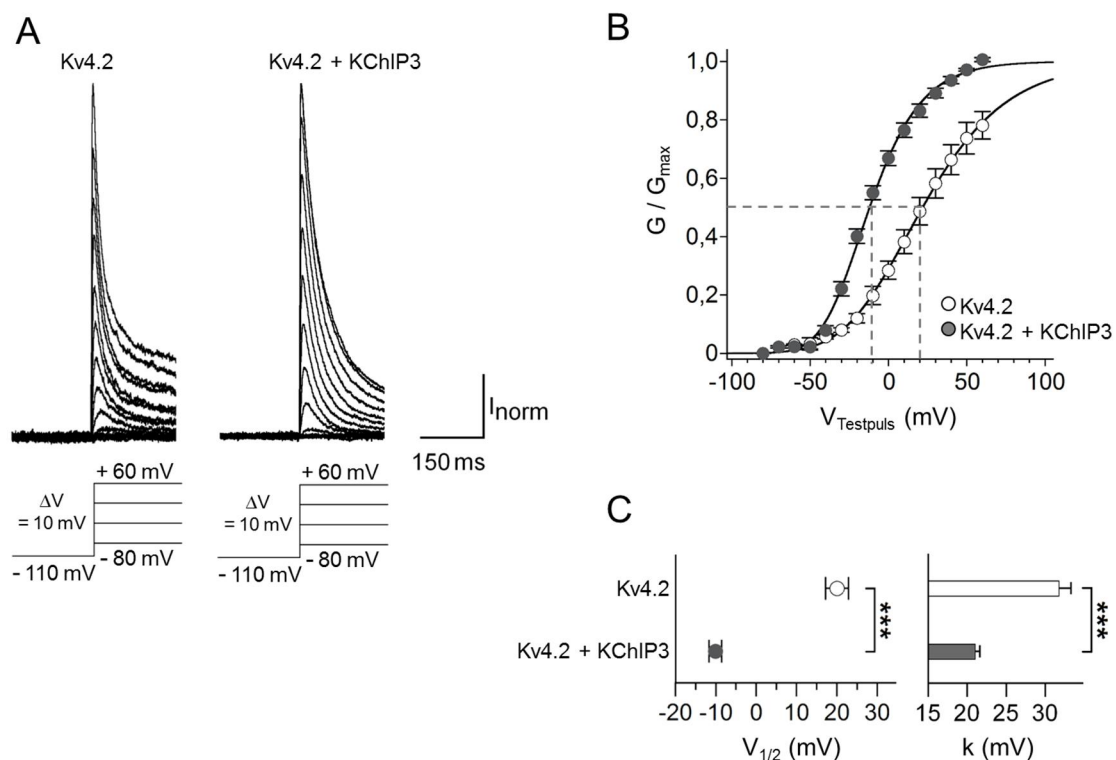 A
Kv4.2
Kv4.2 + KChIP3
Inorm
150 ms
+ 60 mV
ΔV
= 10 mV
- 80 mV
- 110 mV
+ 60 mV
ΔV
= 10 mV
- 80 mV
- 110 mV
B
1,0
0,8
0,6
0,4
0,2
0
G / Gmax
Kv4.2
Kv4.2 + KChIP3
-100 -50 0 50 100
VTestpuls (mV)
C
Kv4.2
Kv4.2 + KChIP3
***
***
-20 -10 0 10 20 30
V1/2 (mV)
15 20 21 30
k (mV)